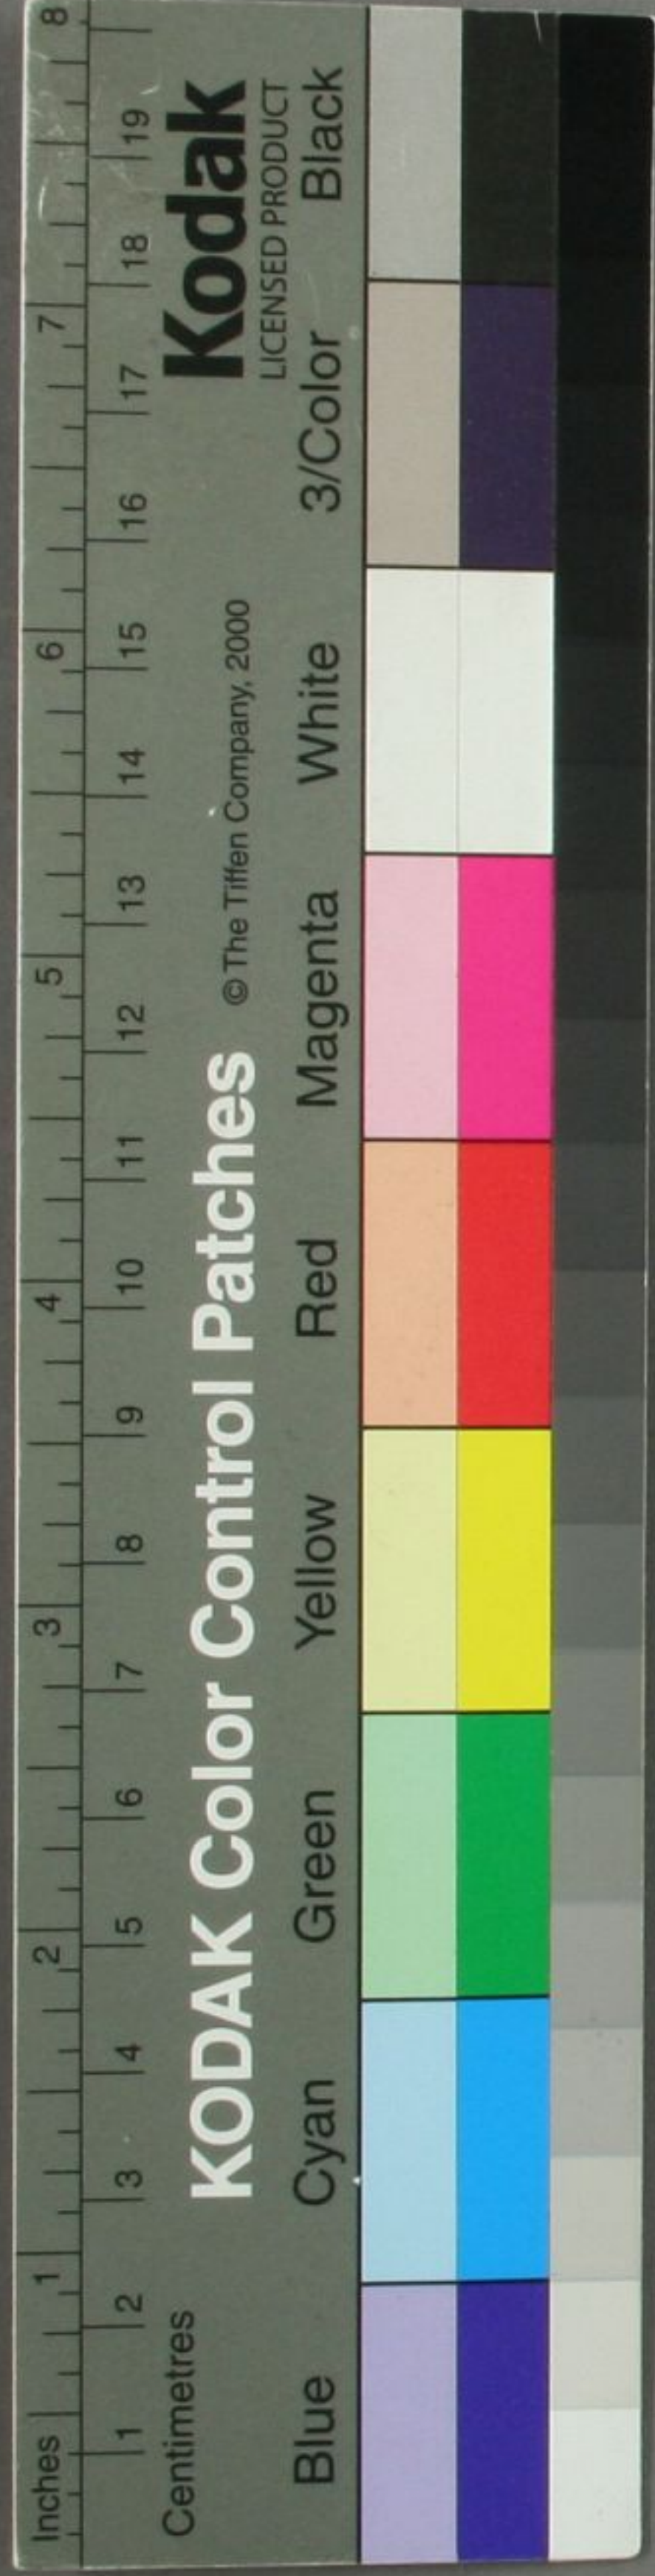 Inches 1 2 3 4 5 6 7 8
1 2 3 4 5 6 7 8 9 10 11 12 13 14 15 16 17 18 19
Centimetres
KODAK Color Control Patches © The Tiffen Company, 2000
Kodak
LICENSED PRODUCT
Blue Cyan Green Yellow Red Magenta White 3/Color Black